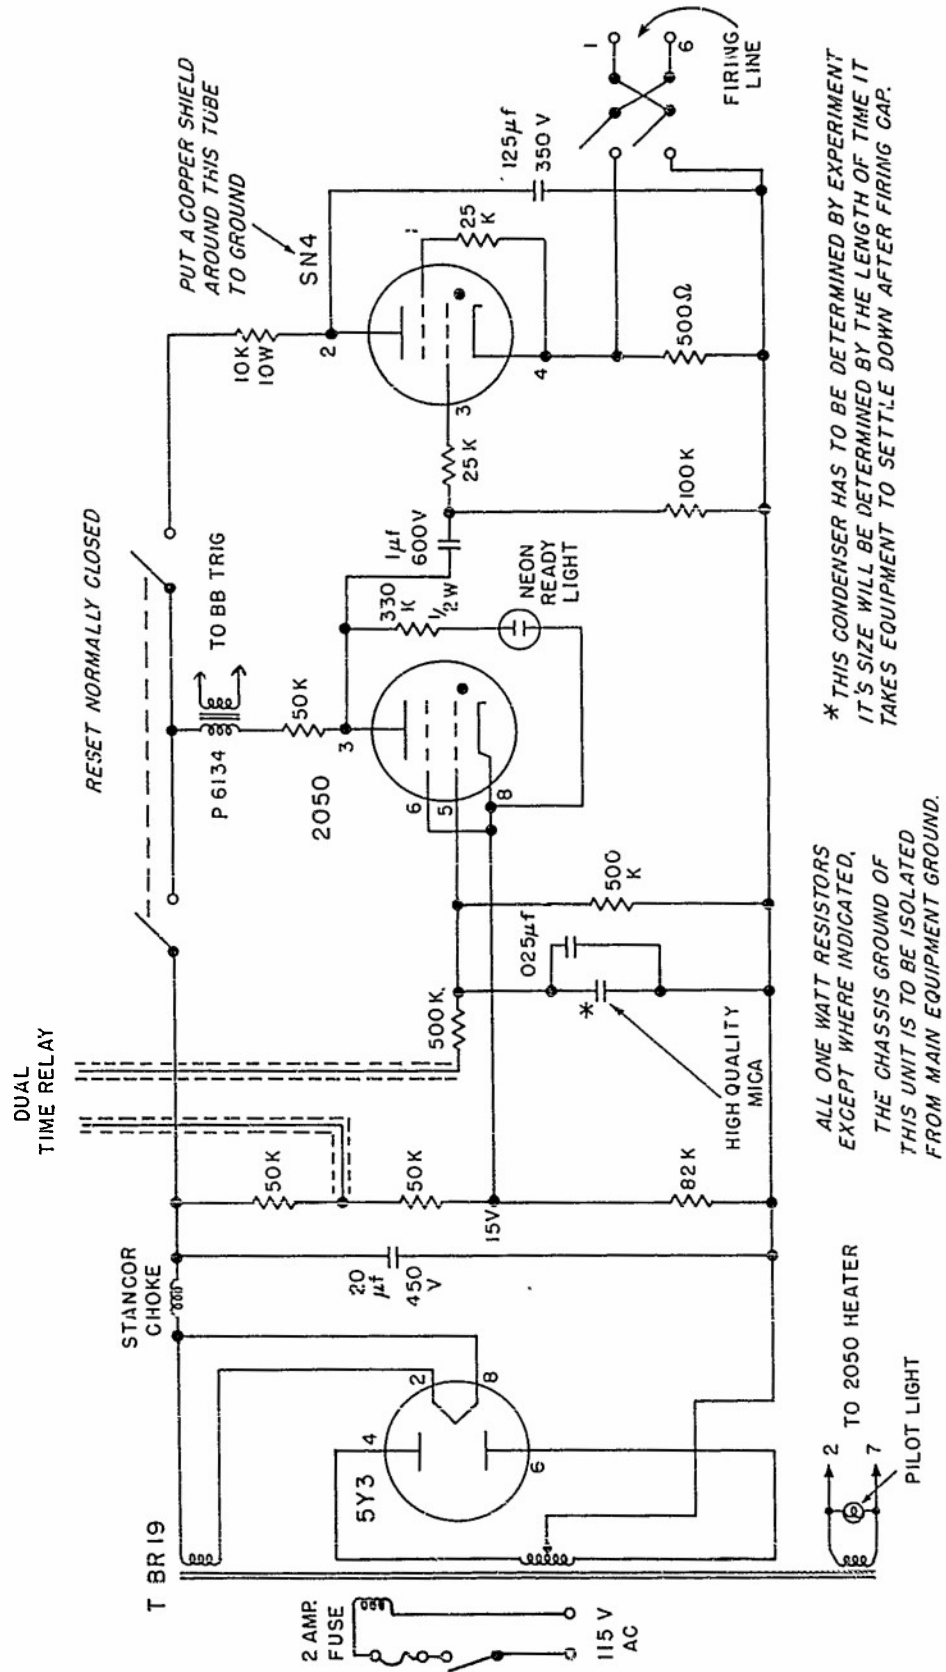 T BR 19
2 AMP.
FUSE
115 V
AC
5Y3
4
6
2
8
2
7
TO 2050 HEATER
PILOT LIGHT
STANCOR
CHOKE
20
µf
450
V
50K
50K
15V
82K
DUAL
TIME RELAY
500K
*
025µf
HIGH QUALITY
MICA
500
K
2050
3
6
5
8
50K
P 6134
TO BB TRIG
RESET NORMALLY CLOSED
330
K
1/2W
NEON
READY
LIGHT
1µf
600V
25K
100K
10K
10W
2
3
4
1
SN4
PUT A COPPER SHIELD
AROUND THIS TUBE
TO GROUND
25
K
500Ω
125µf
350 V
1
6
FIRING
LINE
ALL ONE WATT RESISTORS
EXCEPT WHERE INDICATED,
THE CHASSIS GROUND OF
THIS UNIT IS TO BE ISOLATED
FROM MAIN EQUIPMENT GROUND.
* THIS CONDENSER HAS TO BE DETERMINED BY EXPERIMENT
IT'S SIZE WILL BE DETERMINED BY THE LENGTH OF TIME IT
TAKES EQUIPMENT TO SETTLE DOWN AFTER FIRING CAP.